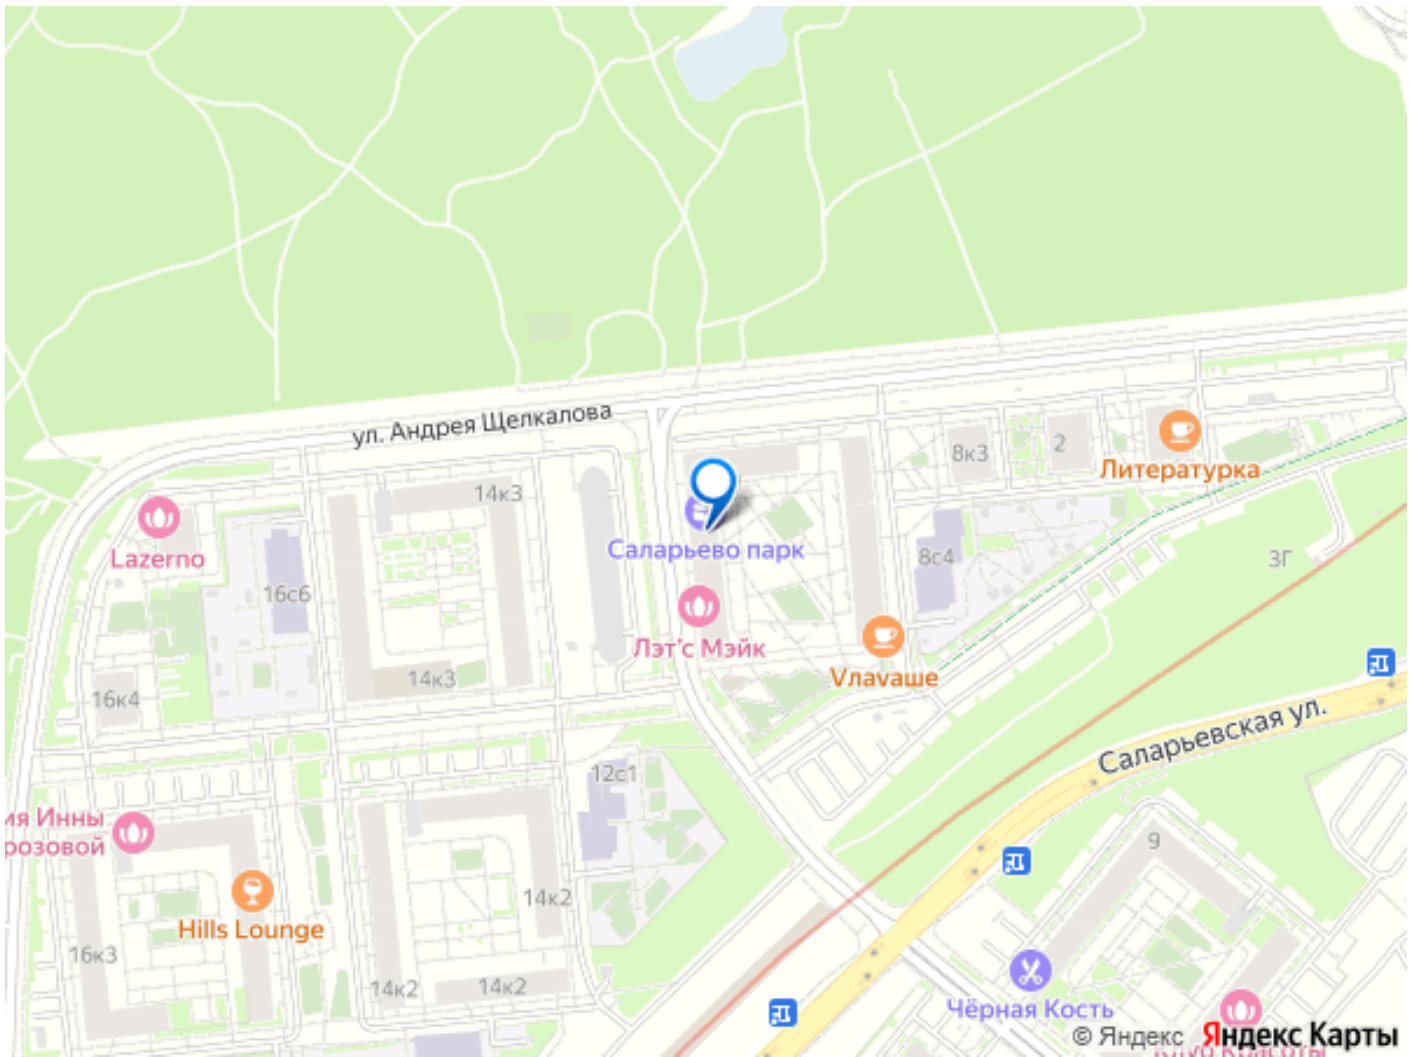 ул. Андрея Щелкалова
8к3
2
Литературка
14к3
Lazerno
Саларьево парк
8с4
3Г
16с6
Лэт'с Мэйк
Vлаvаше
14к3
16к4
Саларьевская ул.
12с1
ия Инны
розовой
9
14к2
Hills Lounge
16к3
14к2
14к2
Чёрная Кость
© Яндекс Яндекс Карты